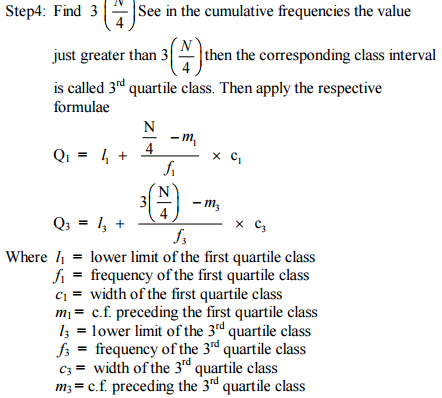 Step4: Find 3 (N/4) See in the cumulative frequencies the value
just greater than 3 (N/4) then the corresponding class interval
is called 3rd quartile class. Then apply the respective
formulae
Q₁ = l₁ + (N/4 − m₁)/f₁ × c₁
Q₃ = l₃ + (3(N/4) − m₃)/f₃ × c₃
Where l₁ = lower limit of the first quartile class
f₁ = frequency of the first quartile class
c₁ = width of the first quartile class
m₁ = c.f. preceding the first quartile class
l₃ = 1ower limit of the 3rd quartile class
f₃ = frequency of the 3rd quartile class
c₃ = width of the 3rd quartile class
m₃ = c.f. preceding the 3rd quartile class